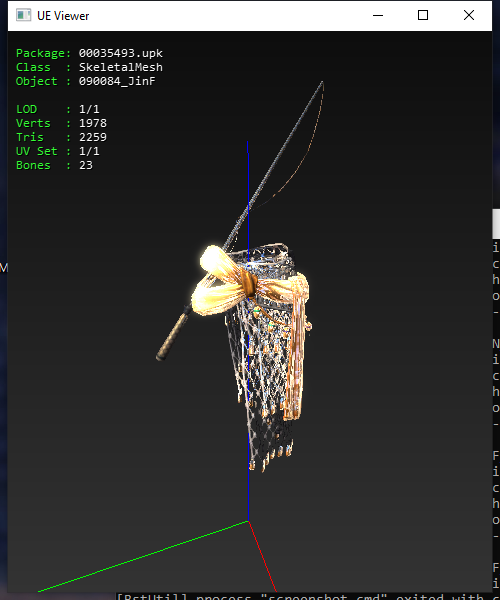 UE Viewer
Package: 00035493.upk
Class : SkeletalMesh
Object : 090084_JinF
LOD : 1/1
Verts : 1978
Tris : 2259
UV Set : 1/1
Bones : 23
M
i
c
h
o
-
N
i
c
h
o
-
F
i
c
h
o
-
F
i
[RstUtil] process "screenshot.cmd" exited with c